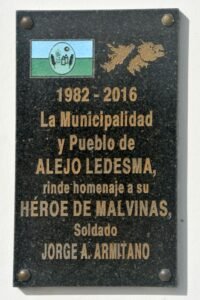 1982 - 2016
La Municipalidad
y Pueblo de
ALEJO LEDESMA,
rinde homenaje a su
HÉROE DE MALVINAS,
Soldado
JORGE A. ARMITANO